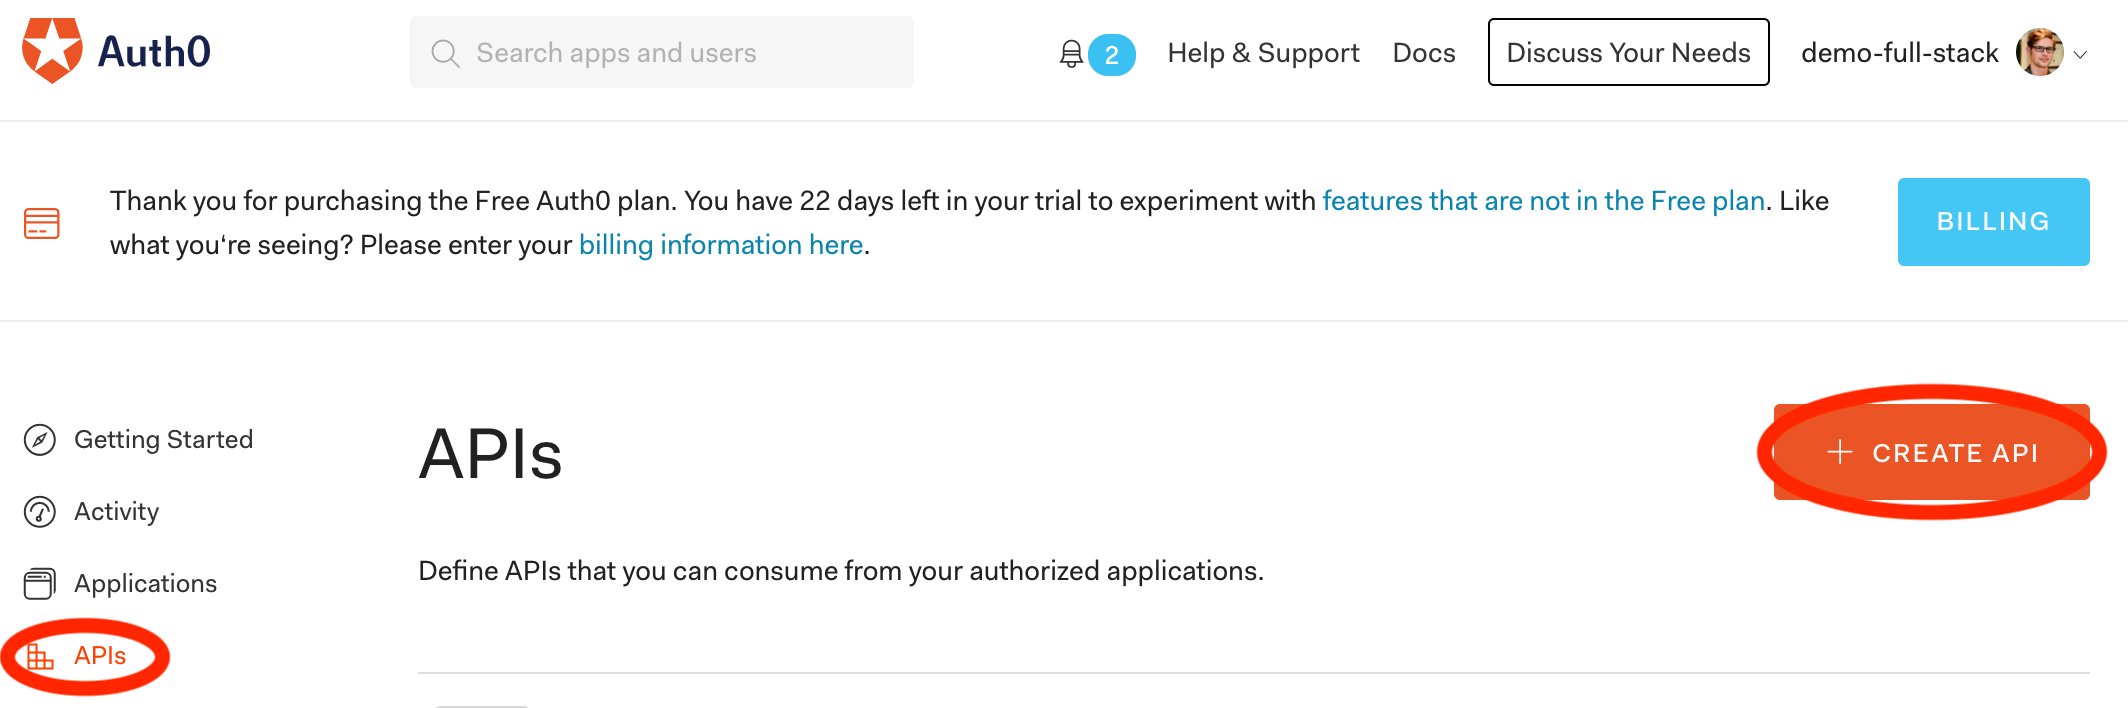 Auth0
Search apps and users
2
Help & Support
Docs
Discuss Your Needs
demo-full-stack
Thank you for purchasing the Free Auth0 plan. You have 22 days left in your trial to experiment with features that are not in the Free plan. Like
what you‘re seeing? Please enter your billing information here.
BILLING
Getting Started
Activity
Applications
APIs
APIs
CREATE API
Define APIs that you can consume from your authorized applications.